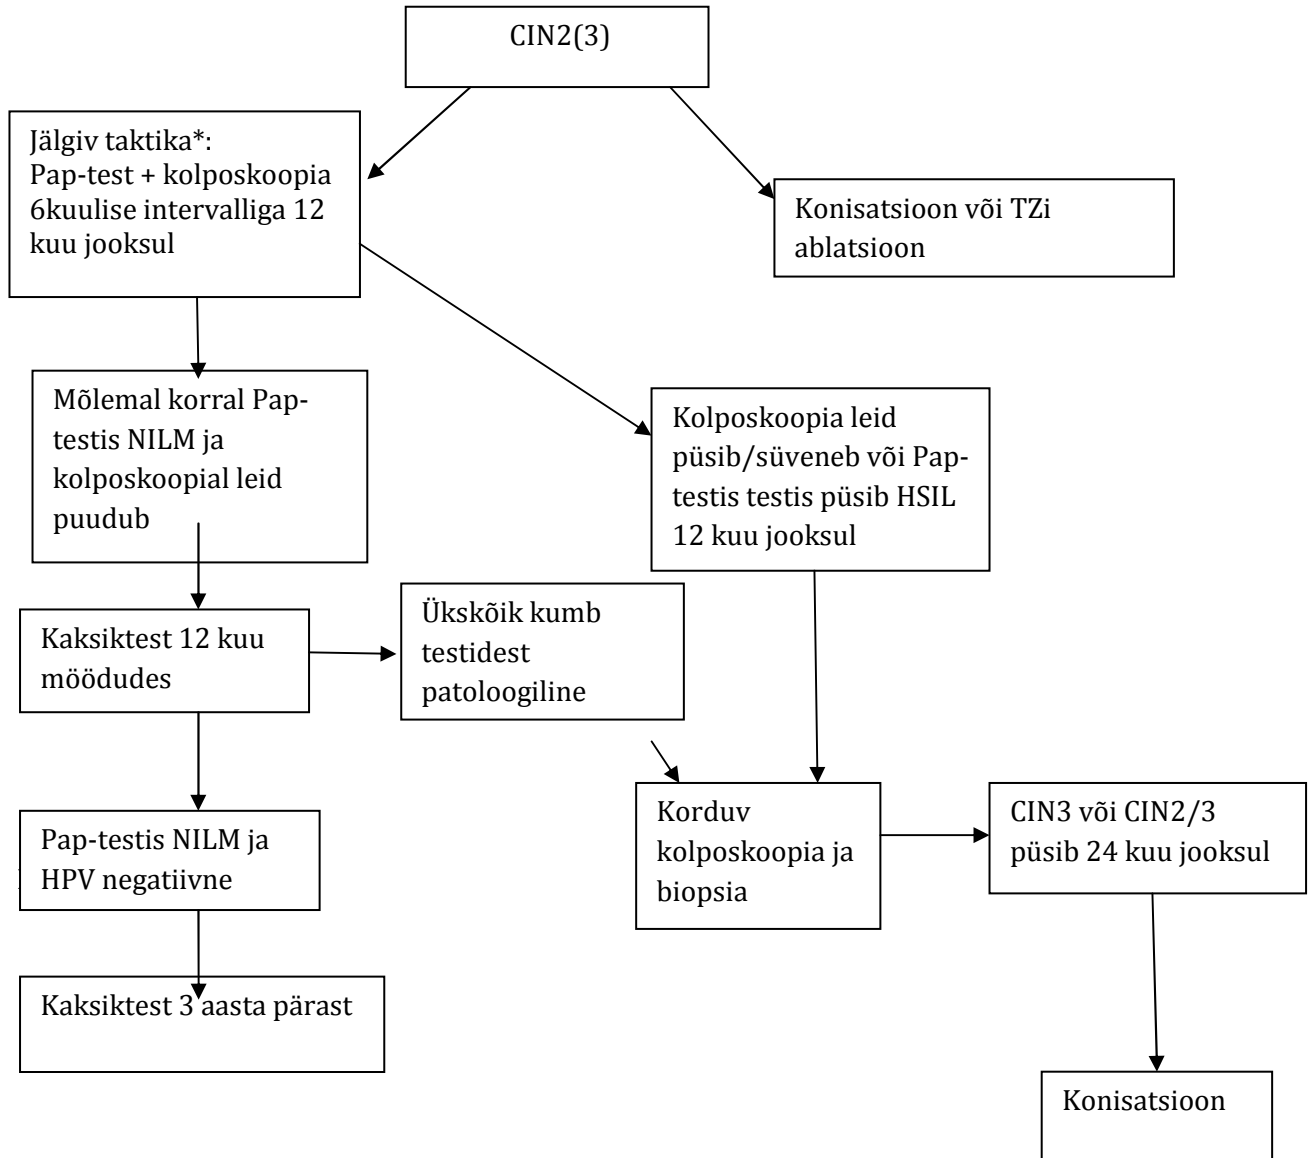 CIN2(3)
Jälgiv taktika*:
Pap-test + kolposkoopia
6kuulise intervalliga 12
kuu jooksul
Konisatsioon või TZi
ablatsioon
Mõlemal korral Pap-
testis NILM ja
kolposkoopial leid
puudub
Kolposkoopia leid
püsib/süveneb või Pap-
testis testis püsib HSIL
12 kuu jooksul
Kaksiktest 12 kuu
möödudes
Ükskõik kumb
testidest
patoloogiline
Pap-testis NILM ja
HPV negatiivne
Korduv
kolposkoopia ja
biopsia
CIN3 või CIN2/3
püsib 24 kuu jooksul
Kaksiktest 3 aasta pärast
Konisatsioon